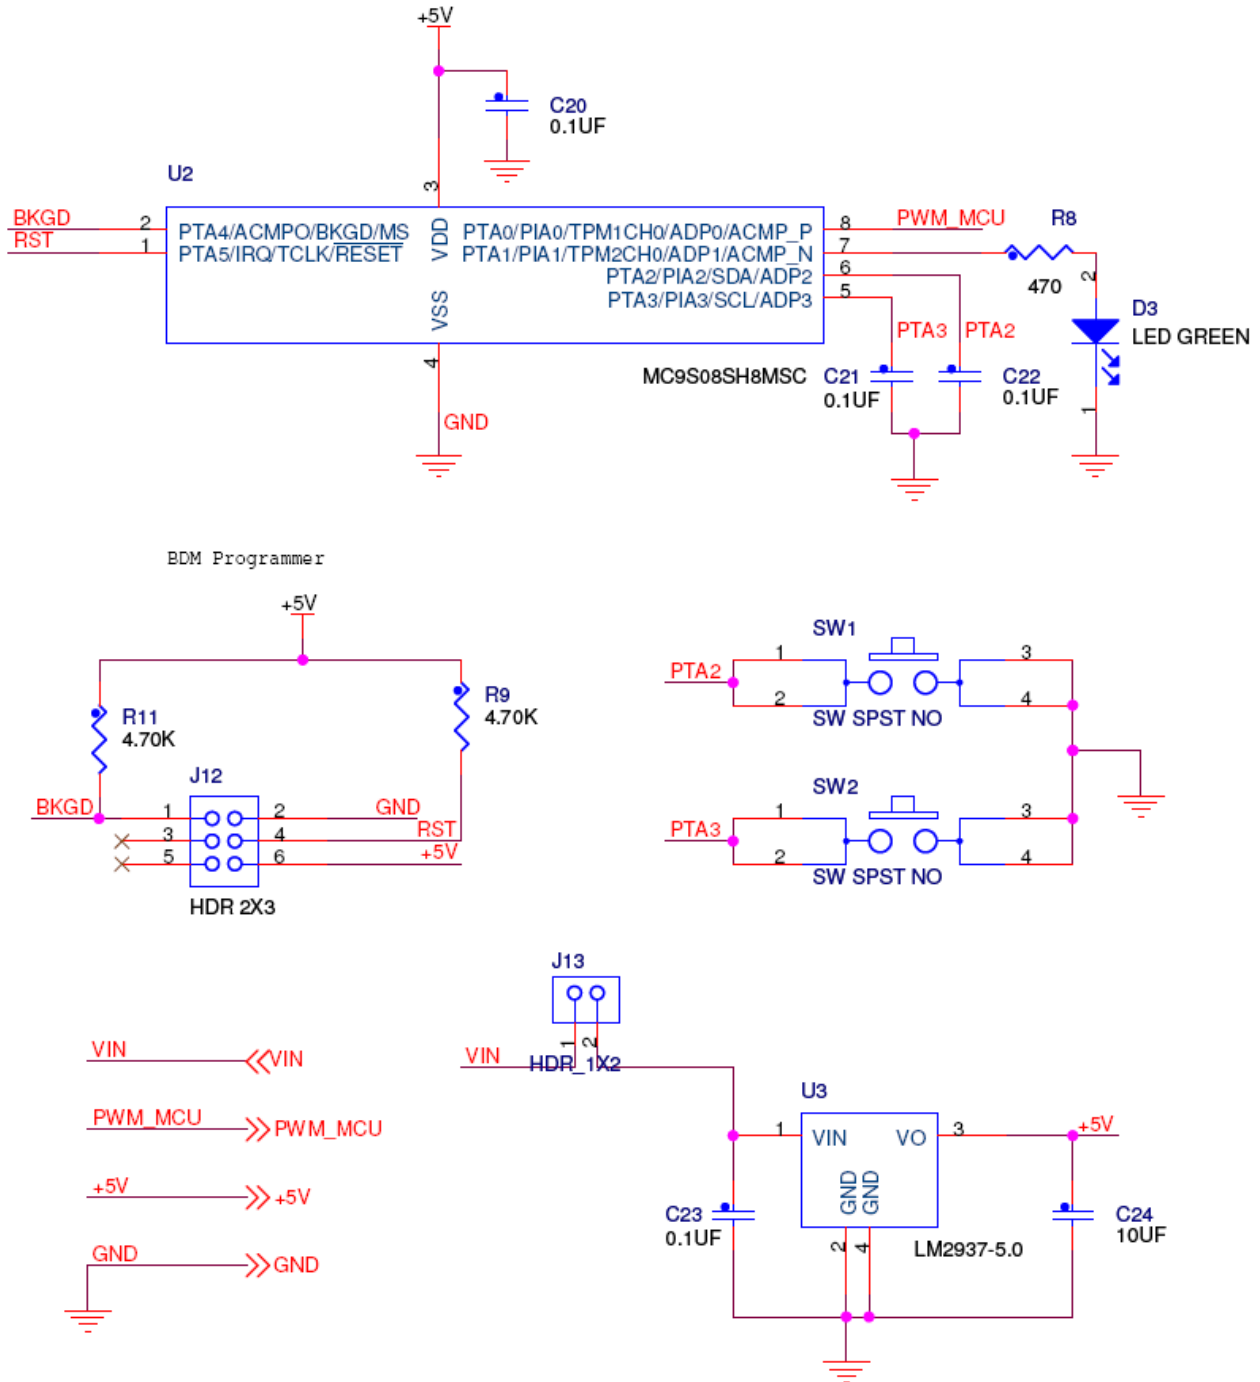 +5V
C20
0.1UF
U2
3
BKGD
2
PTA4/ACMPO/BKGD/MS
VDD
PTA0/PIA0/TPM1CH0/ADP0/ACMP_P
8
PWM_MCU
R8
RST
1
PTA5/IRQ/TCLK/RESET
PTA1/PIA1/TPM2CH0/ADP1/ACMP_N
7
470
2
PTA2/PIA2/SDA/ADP2
6
VSS
PTA3/PIA3/SCL/ADP3
5
D3
LED GREEN
PTA3
PTA2
4
MC9S08SH8MSC
C21
0.1UF
C22
0.1UF
1
GND
BDM Programmer
+5V
R11
4.70K
R9
4.70K
J12
BKGD
1
2
GND
3
4
RST
5
6
+5V
HDR 2X3
SW1
PTA2
1
3
2
4
SW SPST NO
SW2
PTA3
1
3
2
4
SW SPST NO
J13
1
2
VIN
HDR_1X2
VIN
VIN
PWM_MCU
PWM_MCU
+5V
+5V
GND
GND
U3
1
VIN
VO
3
+5V
GND
GND
C23
0.1UF
2
4
LM2937-5.0
C24
10UF